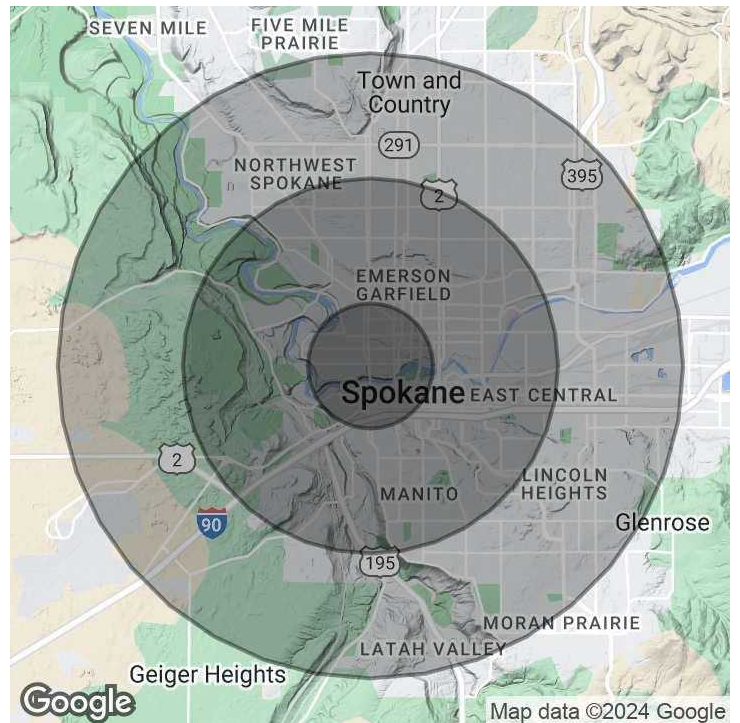 SEVEN MILE
FIVE MILE
PRAIRIE
Town and
Country
291
395
NORTHWEST
SPOKANE
2
EMERSON
GARFIELD
Spokane
EAST CENTRAL
2
MANITO
LINCOLN
HEIGHTS
90
Glenrose
195
MORAN PRAIRIE
LATAH VALLEY
Geiger Heights
Google
Map data ©2024 Google